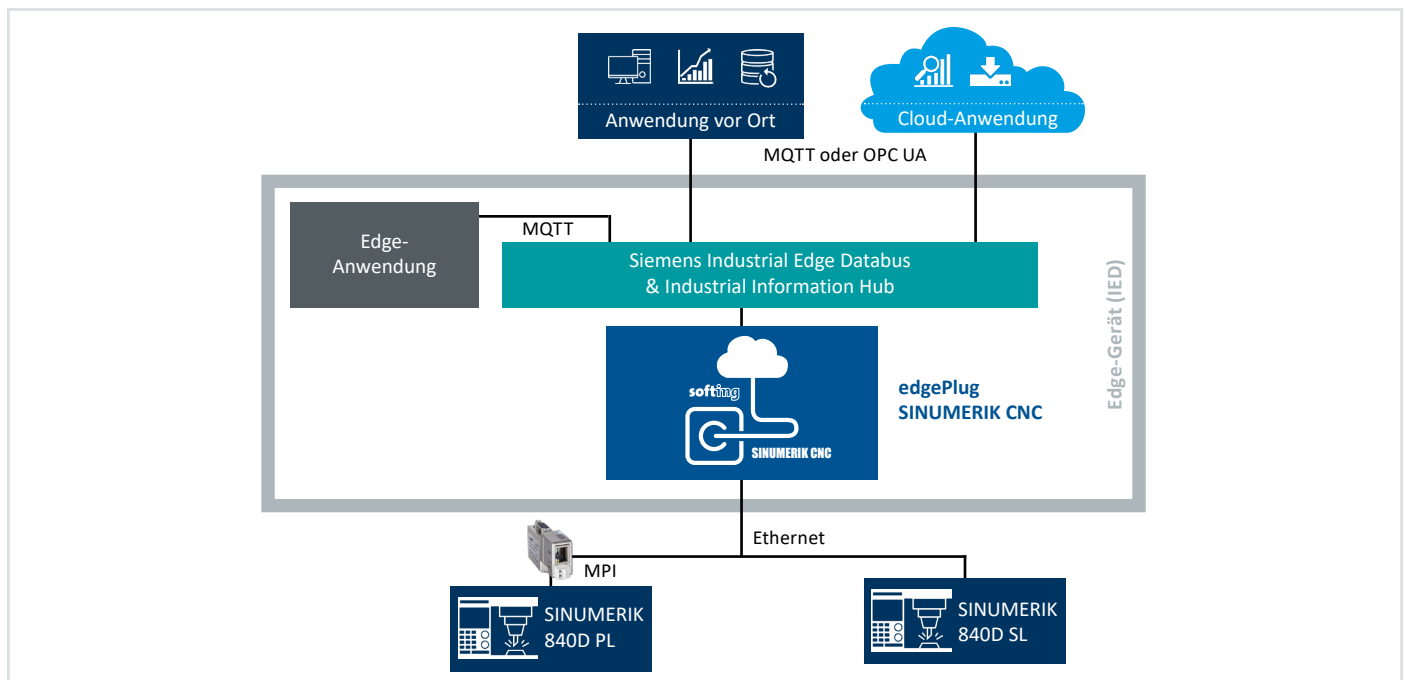 Anwendung vor Ort
Cloud-Anwendung
MQTT oder OPC UA
Edge-
Anwendung
MQTT
Siemens Industrial Edge Databus
& Industrial Information Hub
Edge-Gerät (IED)
softing
SINUMERIK CNC
edgePlug
SINUMERIK CNC
Ethernet
MPI
SINUMERIK
840D PL
SINUMERIK
840D SL